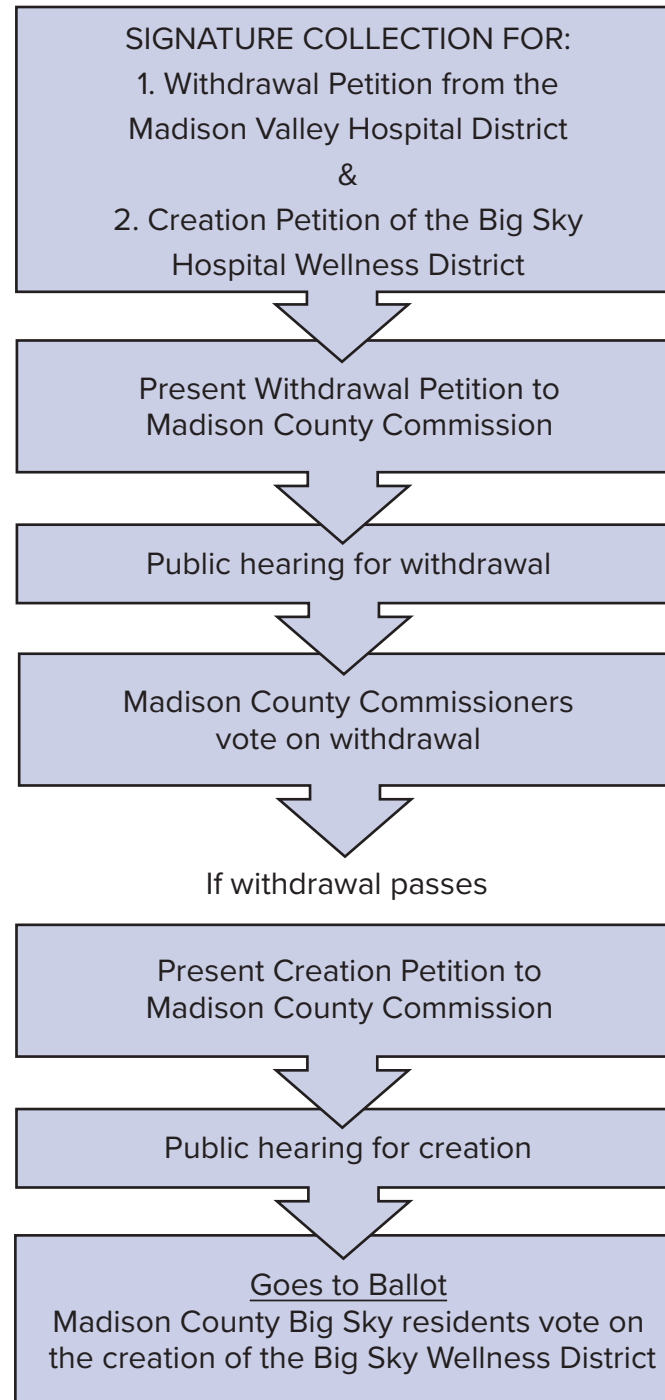 SIGNATURE COLLECTION FOR:
1. Withdrawal Petition from the
Madison Valley Hospital District
&
2. Creation Petition of the Big Sky
Hospital Wellness District
Present Withdrawal Petition to
Madison County Commission
Public hearing for withdrawal
Madison County Commissioners
vote on withdrawal
If withdrawal passes
Present Creation Petition to
Madison County Commission
Public hearing for creation
Goes to Ballot
Madison County Big Sky residents vote on
the creation of the Big Sky Wellness District